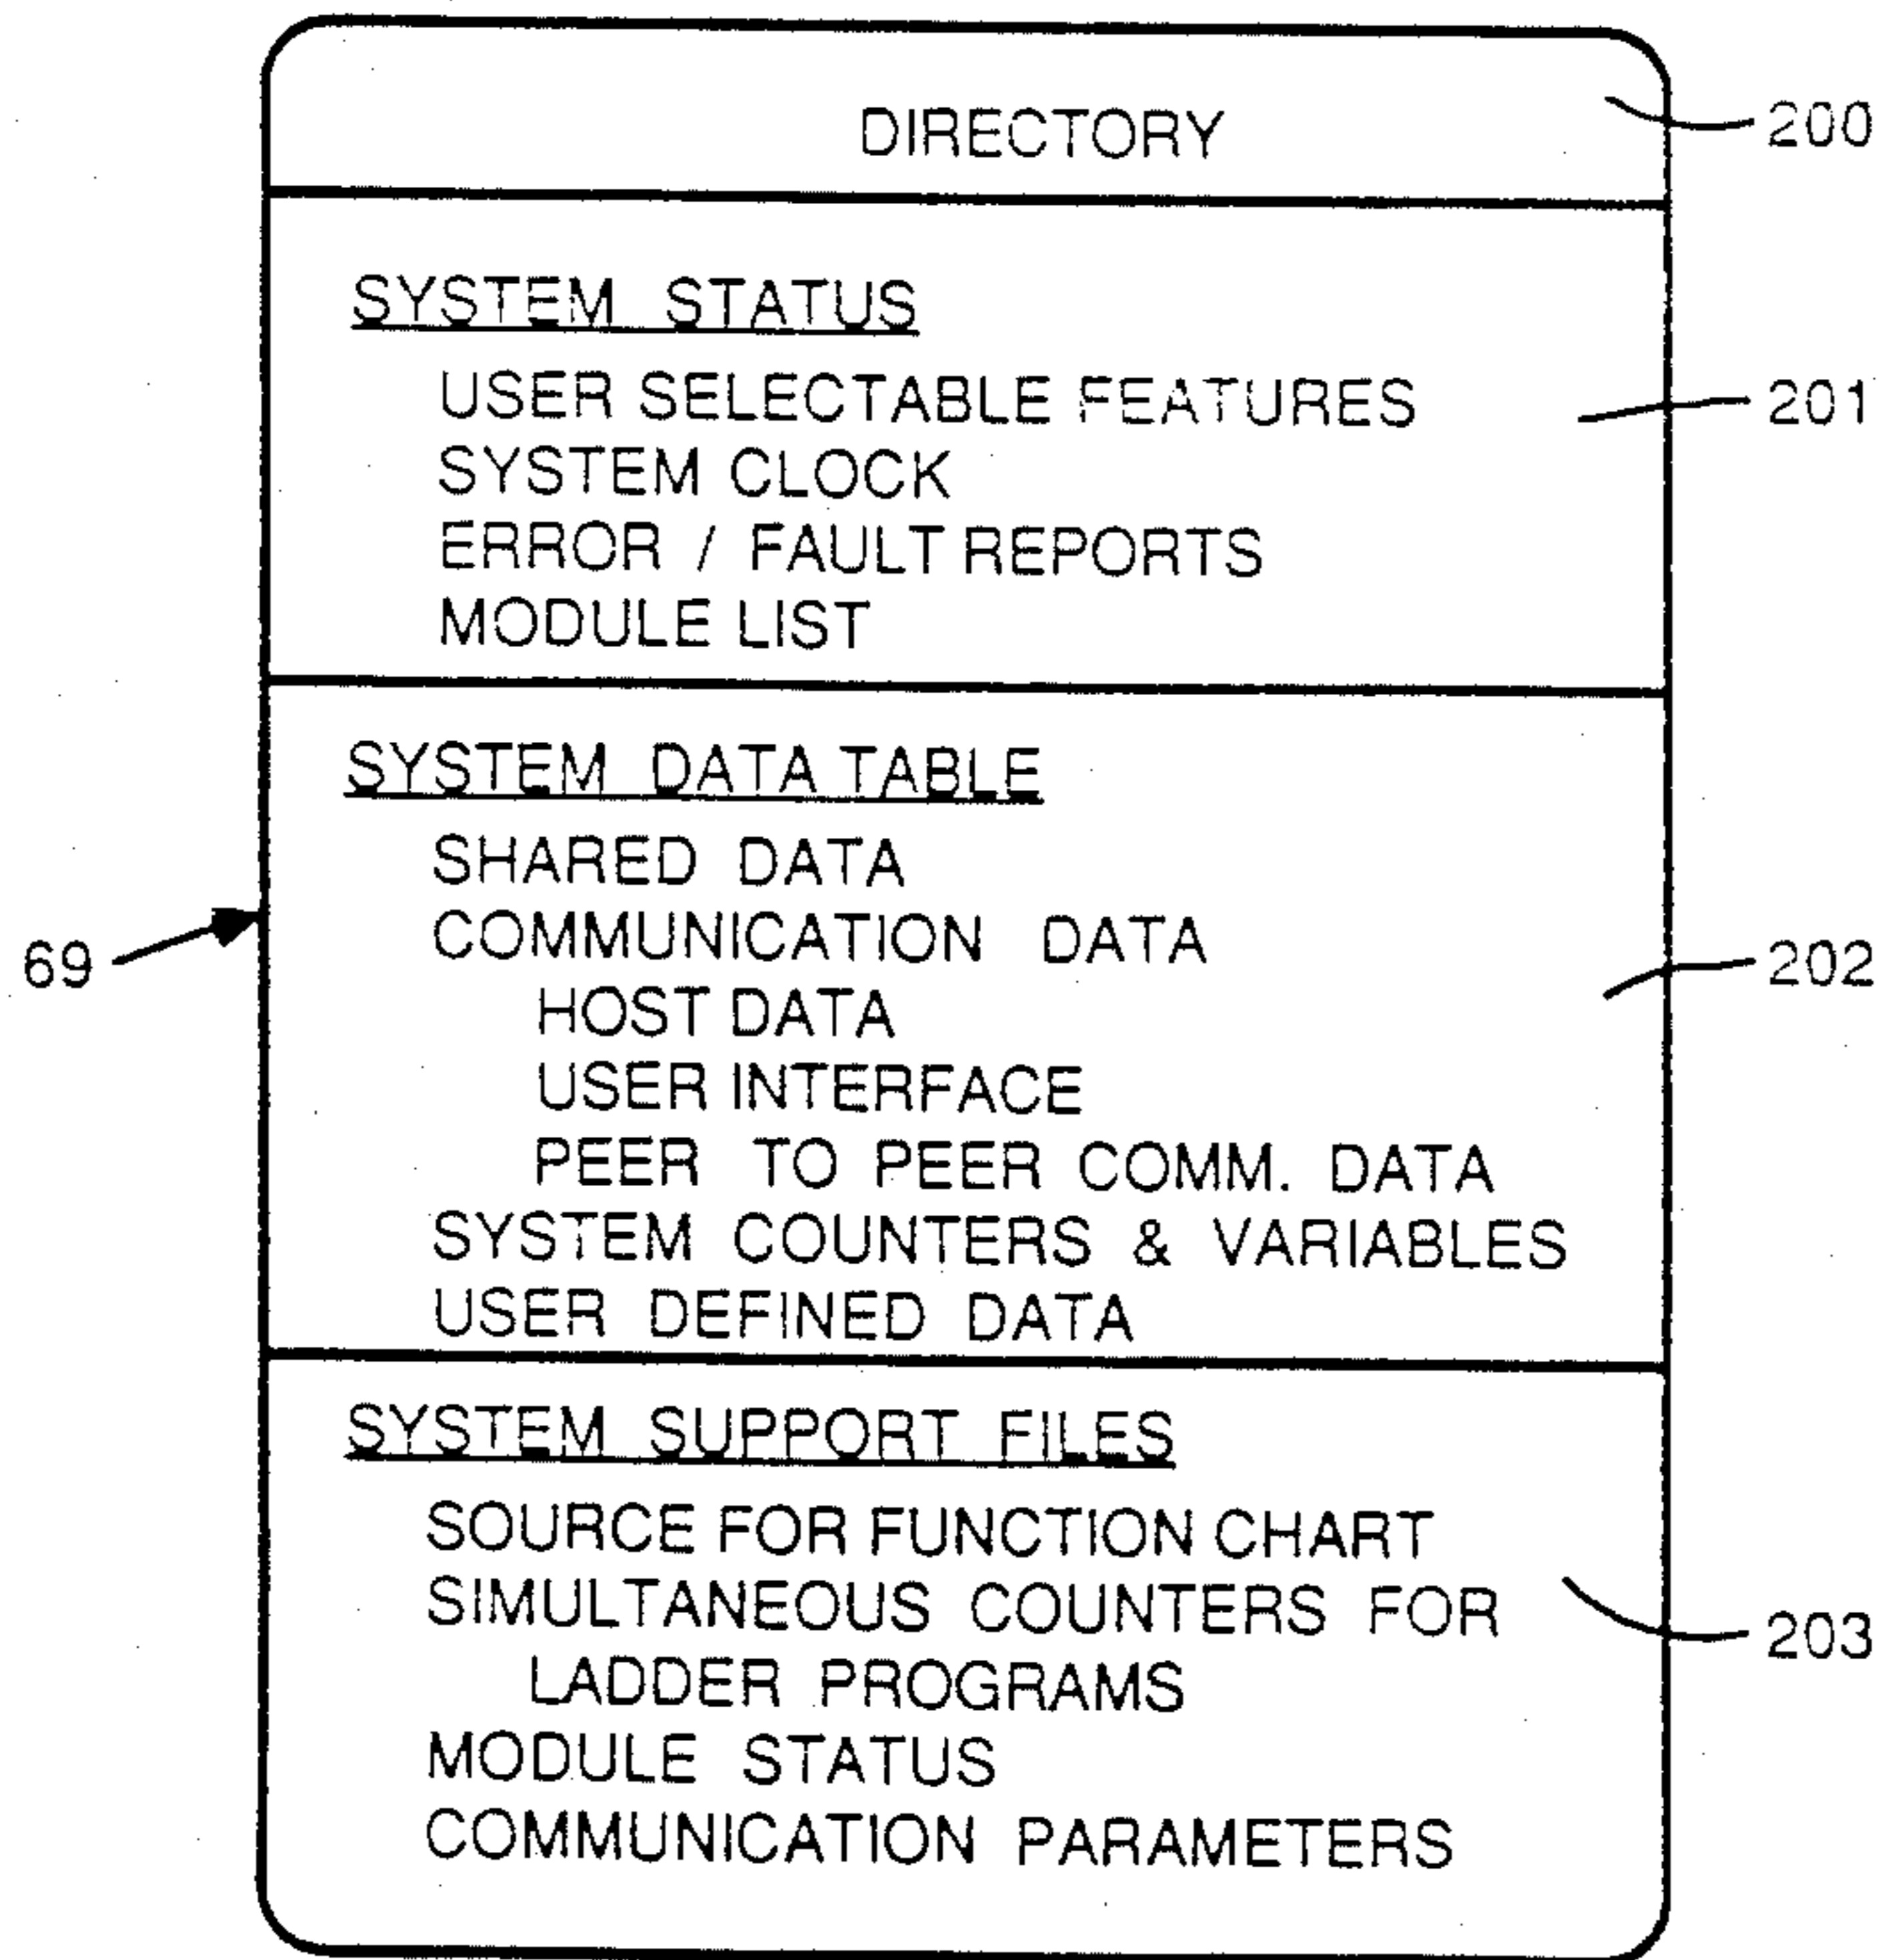 DIRECTORY
200
SYSTEM STATUS
USER SELECTABLE FEATURES
201
SYSTEM CLOCK
ERROR / FAULT REPORTS
MODULE LIST
SYSTEM DATA TABLE
SHARED DATA
COMMUNICATION DATA
69
202
HOST DATA
USER INTERFACE
PEER TO PEER COMM. DATA
SYSTEM COUNTERS & VARIABLES
USER DEFINED DATA
SYSTEM SUPPORT FILES
SOURCE FOR FUNCTION CHART
SIMULTANEOUS COUNTERS FOR
203
LADDER PROGRAMS
MODULE STATUS
COMMUNICATION PARAMETERS